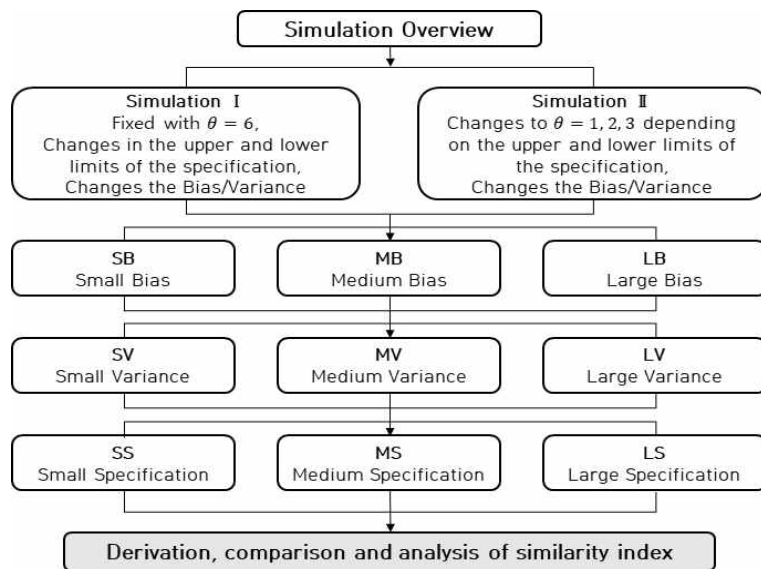 Simulation Overview
Simulation Ⅰ
Fixed with θ = 6,
Changes in the upper and lower
limits of the specification,
Changes the Bias/Variance
Simulation Ⅱ
Changes to θ = 1, 2, 3 depending
on the upper and lower limits of
the specification,
Changes the Bias/Variance
SB
Small Bias
MB
Medium Bias
LB
Large Bias
SV
Small Variance
MV
Medium Variance
LV
Large Variance
SS
Small Specification
MS
Medium Specification
LS
Large Specification
Derivation, comparison and analysis of similarity index